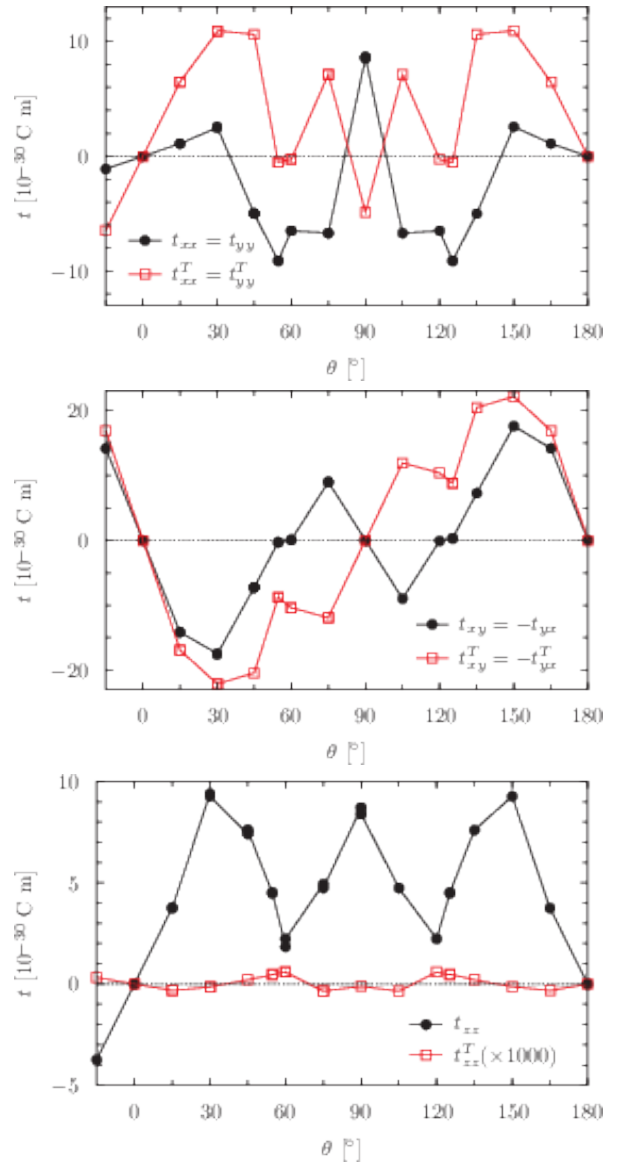 10
0
−10
t [10⁻³⁰ C m]
t_xx = t_yy
t^T_xx = t^T_yy
0 30 60 90 120 150 180
θ [°]
20
0
−20
t [10⁻³⁰ C m]
t_xy = −t_yx
t^T_xy = −t^T_yx
0 30 60 90 120 150 180
θ [°]
10
5
0
−5
t [10⁻³⁰ C m]
t_zz
t^T_zz(×1000)
0 30 60 90 120 150 180
θ [°]